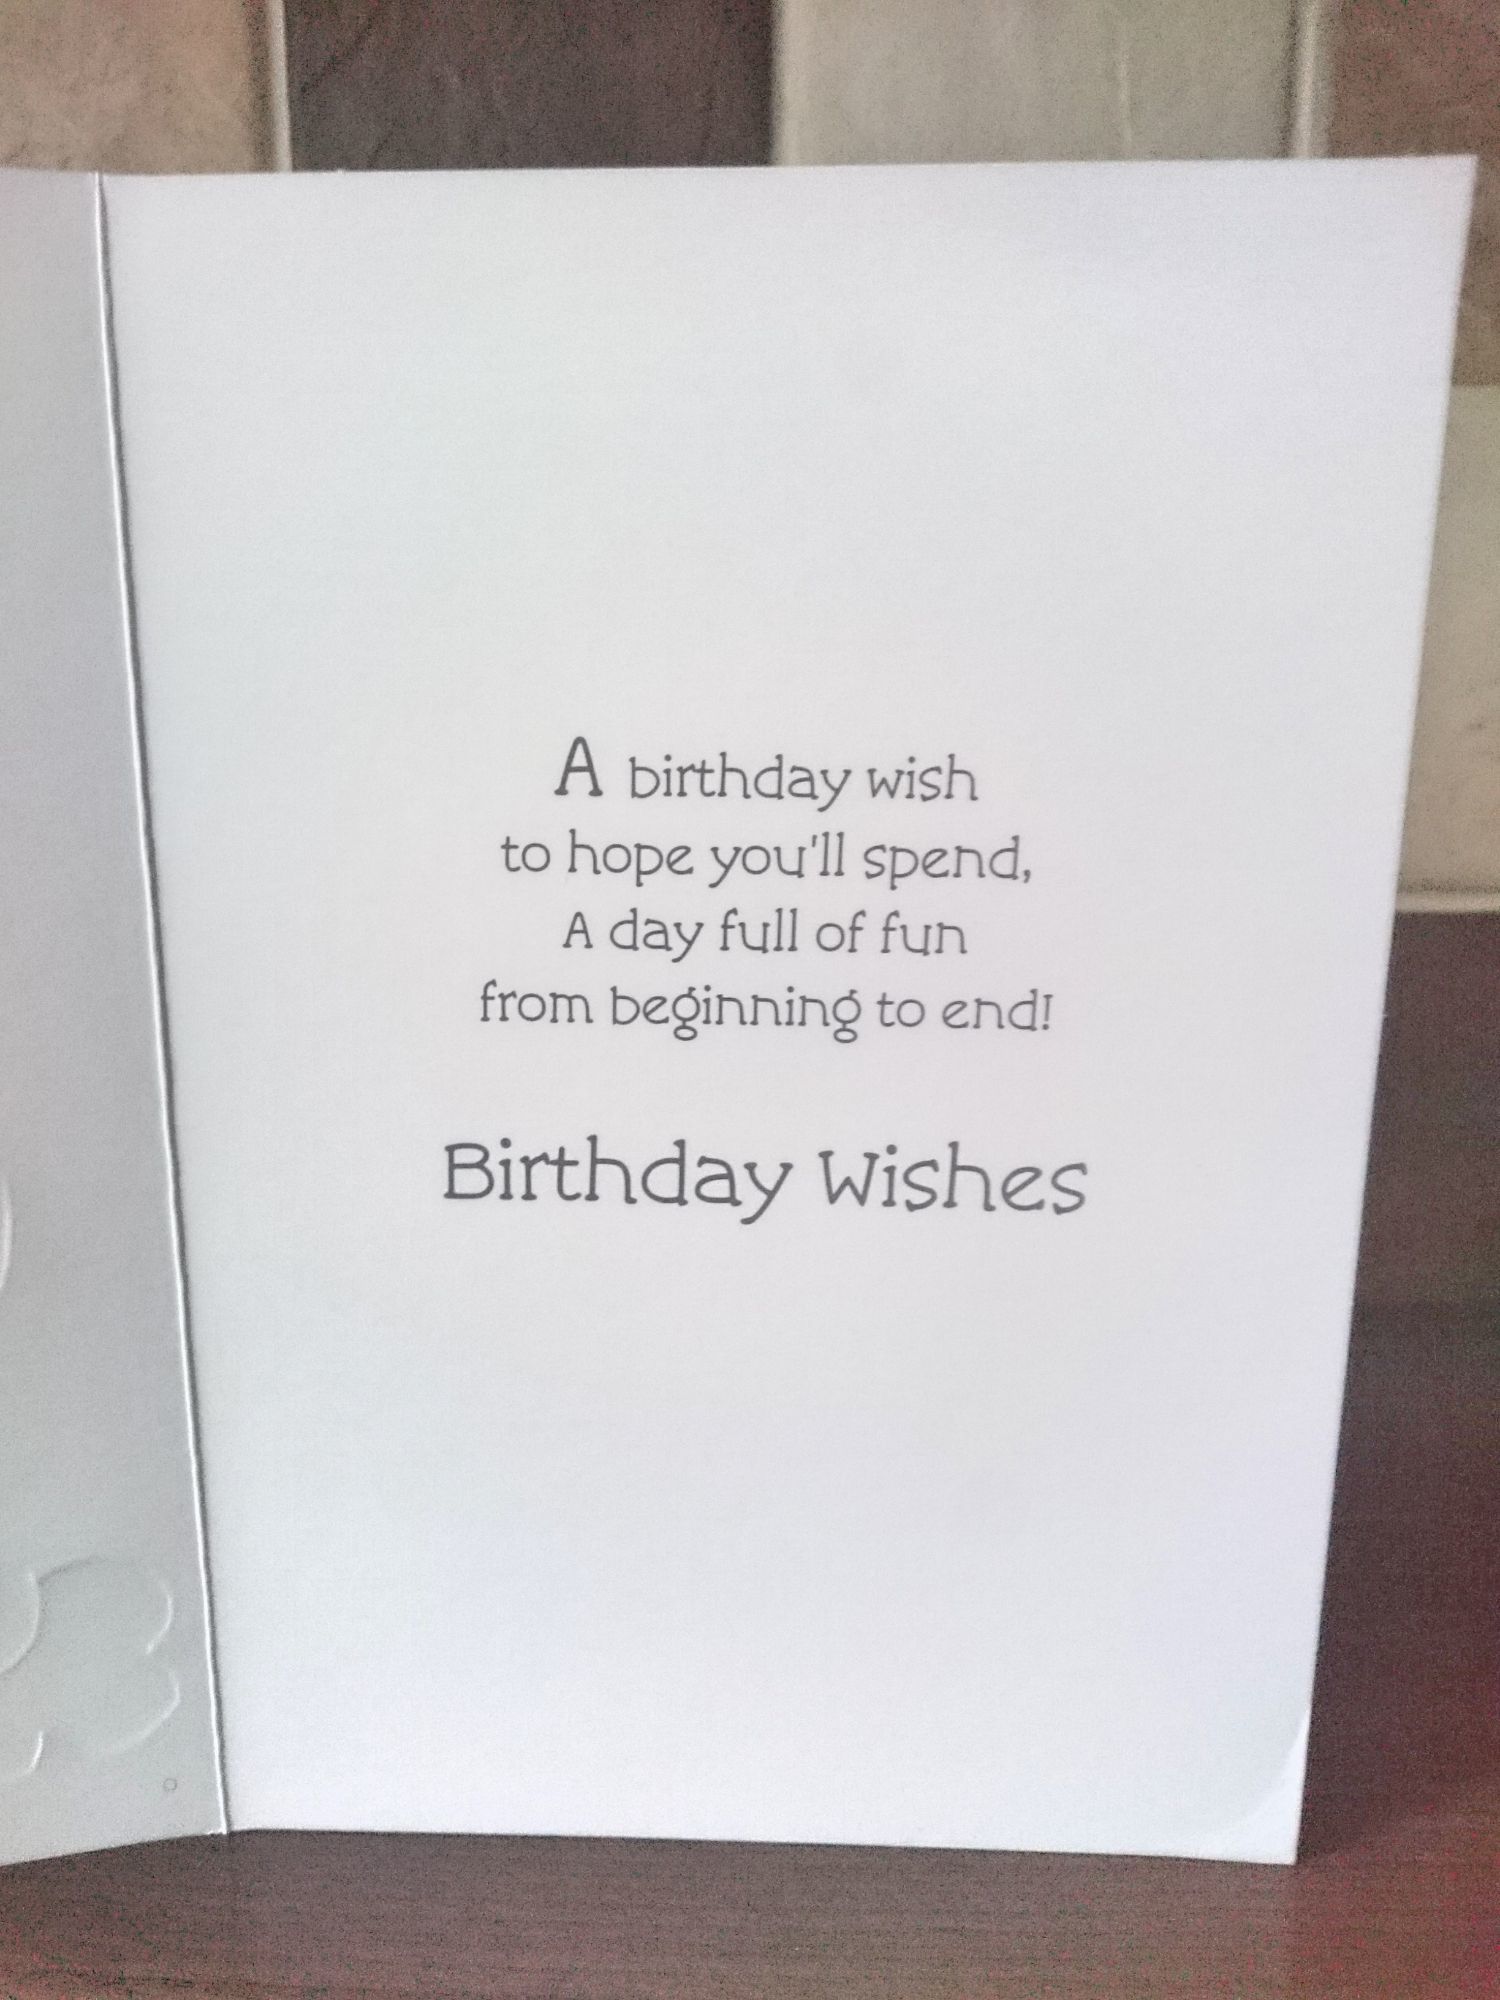 A birthday wish
to hope you'll spend,
A day full of fun
from beginning to end!
Birthday Wishes